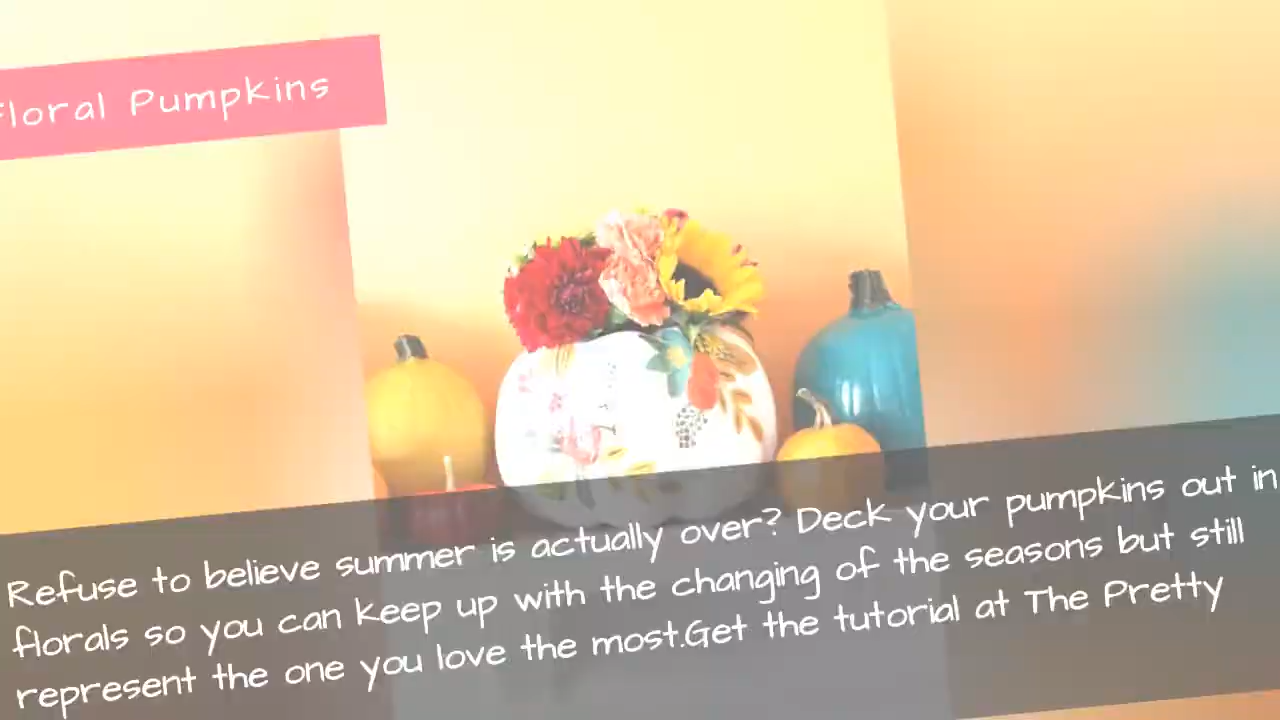 Floral Pumpkins
Refuse to believe summer is actually over? Deck your pumpkins out in
florals so you can keep up with the changing of the seasons but still
represent the one you love the most.Get the tutorial at The Pretty